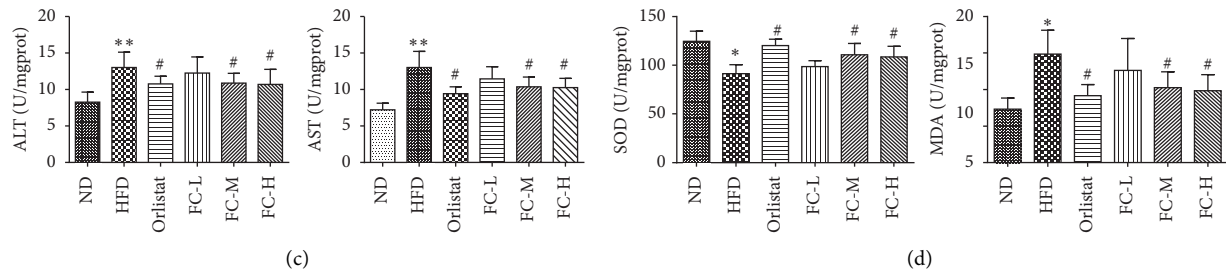 ALT (U/mgprot)
20
15
10
5
0
** # # #
ND
HFD
Orlistat
FC-L
FC-M
FC-H
AST (U/mgprot)
20
15
10
5
0
** # # #
ND
HFD
Orlistat
FC-L
FC-M
FC-H
(c)
SOD (U/mgprot)
150
100
50
0
* # # #
ND
HFD
Orlistat
FC-L
FC-M
FC-H
MDA (U/mgprot)
20
15
10
5
* # # #
ND
HFD
Orlistat
FC-L
FC-M
FC-H
(d)